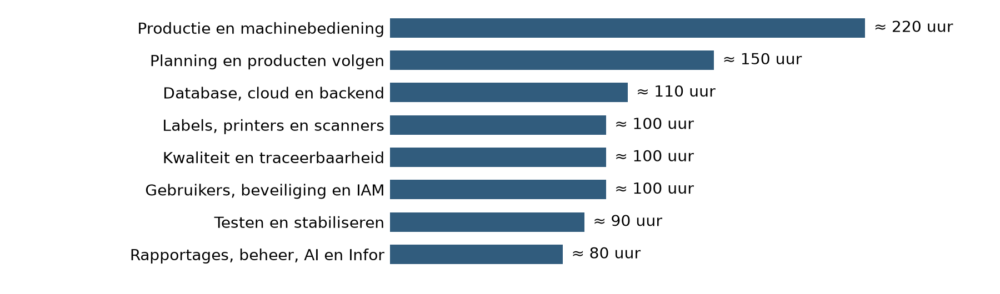 Productie en machinebediening ≈ 220 uur
Planning en producten volgen ≈ 150 uur
Database, cloud en backend ≈ 110 uur
Labels, printers en scanners ≈ 100 uur
Kwaliteit en traceerbaarheid ≈ 100 uur
Gebruikers, beveiliging en IAM ≈ 100 uur
Testen en stabiliseren ≈ 90 uur
Rapportages, beheer, AI en Infor ≈ 80 uur